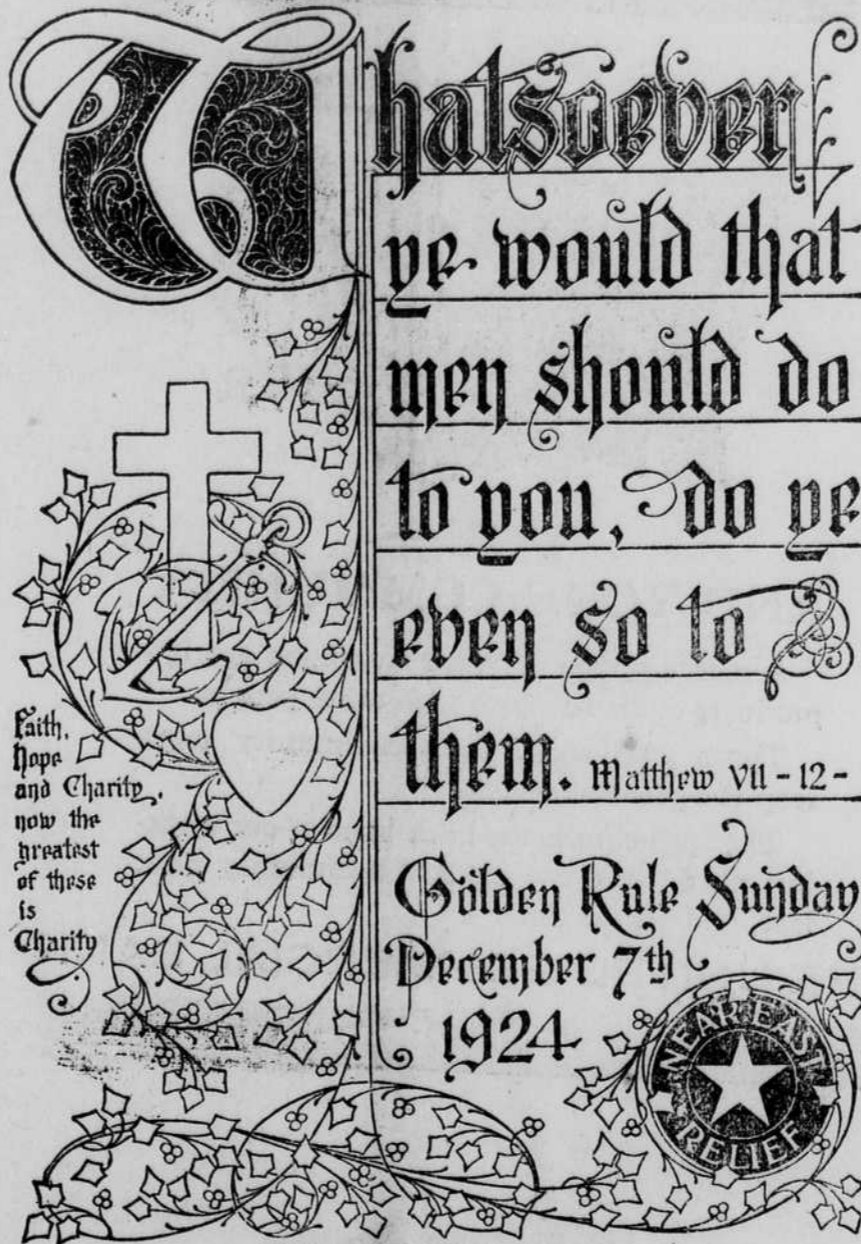 Whatsoever
ye would that
men should do
to you, do ye
even so to
them. Matthew VII - 12 -
Faith,
Hope
and Charity,
now the
greatest
of these
is
Charity
Golden Rule Sunday
December 7th
1924
NEAR EAST
RELIEF